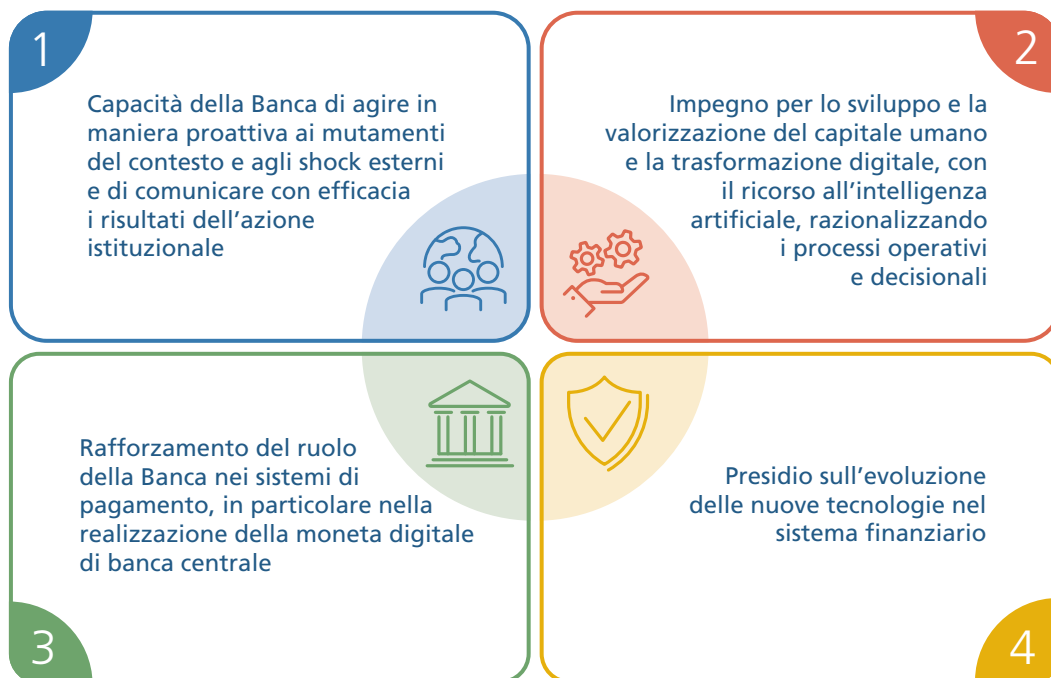 1
Capacità della Banca di agire in
maniera proattiva ai mutamenti
del contesto e agli shock esterni
e di comunicare con efficacia
i risultati dell'azione
istituzionale
2
Impegno per lo sviluppo e la
valorizzazione del capitale umano
e la trasformazione digitale, con
il ricorso all'intelligenza
artificiale, razionalizzando
i processi operativi
e decisionali
Rafforzamento del ruolo
della Banca nei sistemi di
pagamento, in particolare nella
realizzazione della moneta digitale
di banca centrale
3
Presidio sull'evoluzione
delle nuove tecnologie nel
sistema finanziario
4